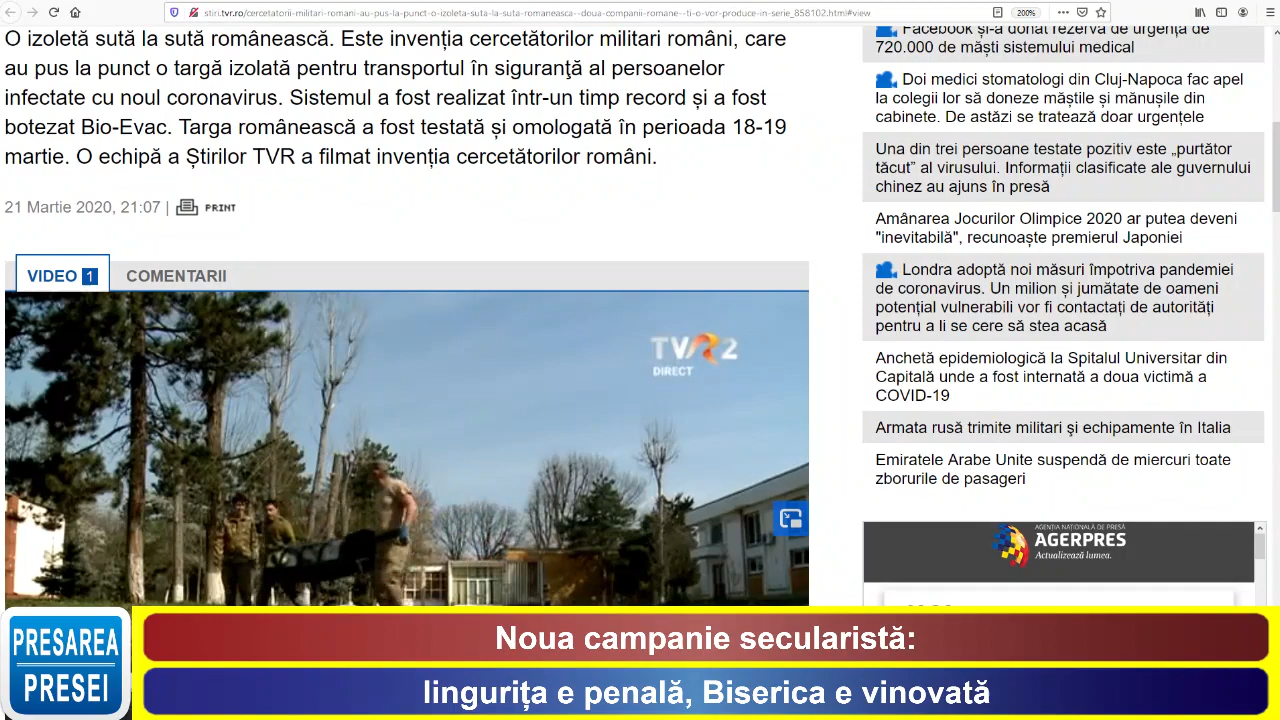 stiri.tvr.ro/cercetatorii-militari-romani-au-pus-la-punct-o-izoleta-suta-la-suta-romaneasca--doua-companii-romane--ti-o-vor-produce-in-serie_858102.html#view
200%
O izoletă sută la sută românească. Este invenția cercetătorilor militari români, care
au pus la punct o targă izolată pentru transportul în siguranţă al persoanelor
infectate cu noul coronavirus. Sistemul a fost realizat într-un timp record și a fost
botezat Bio-Evac. Targa românească a fost testată și omologată în perioada 18-19
martie. O echipă a Știrilor TVR a filmat invenția cercetătorilor români.
21 Martie 2020, 21:07 | PRINT
VIDEO 1 COMENTARII
TVR2
DIRECT
Facebook și-a donat rezerva de urgență de
720.000 de măști sistemului medical
Doi medici stomatologi din Cluj-Napoca fac apel
la colegii lor să doneze măștile și mănușile din
cabinete. De astăzi se tratează doar urgențele
Una din trei persoane testate pozitiv este „purtător
tăcut” al virusului. Informații clasificate ale guvernului
chinez au ajuns în presă
Amânarea Jocurilor Olimpice 2020 ar putea deveni
"inevitabilă", recunoaște premierul Japoniei
Londra adoptă noi măsuri împotriva pandemiei
de coronavirus. Un milion și jumătate de oameni
potențial vulnerabili vor fi contactați de autorități
pentru a li se cere să stea acasă
Anchetă epidemiologică la Spitalul Universitar din
Capitală unde a fost internată a doua victimă a
COVID-19
Armata rusă trimite militari şi echipamente în Italia
Emiratele Arabe Unite suspendă de miercuri toate
zborurile de pasageri
AGENȚIA NAȚIONALĂ DE PRESĂ
AGERPRES
Actualizează lumea.
PRESAREA
PRESEI
Noua campanie secularistă:
lingurița e penală, Biserica e vinovată